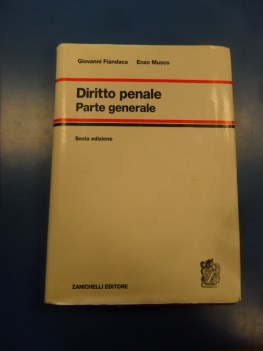 Giovanni Fiandaca Enzo Musco
Diritto penale
Parte generale
Sesta edizione
ZANICHELLI EDITORE